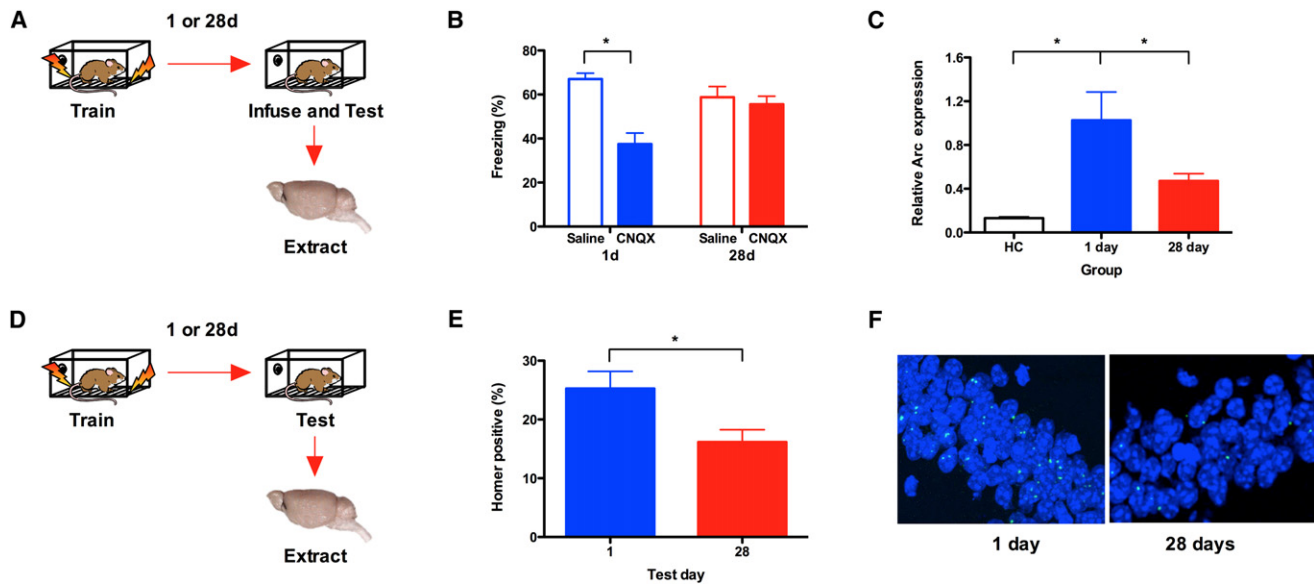 A
1 or 28d
Train
Infuse and Test
Extract
B
*
Freezing (%)
80
60
40
20
0
Saline CNQX Saline CNQX
1d 28d
C
* *
Relative Arc expression
1.6
1.2
0.8
0.4
0.0
HC 1 day 28 day
Group
D
1 or 28d
Train
Test
Extract
E
*
Homer positive (%)
30
20
10
0
1 28
Test day
F
1 day 28 days